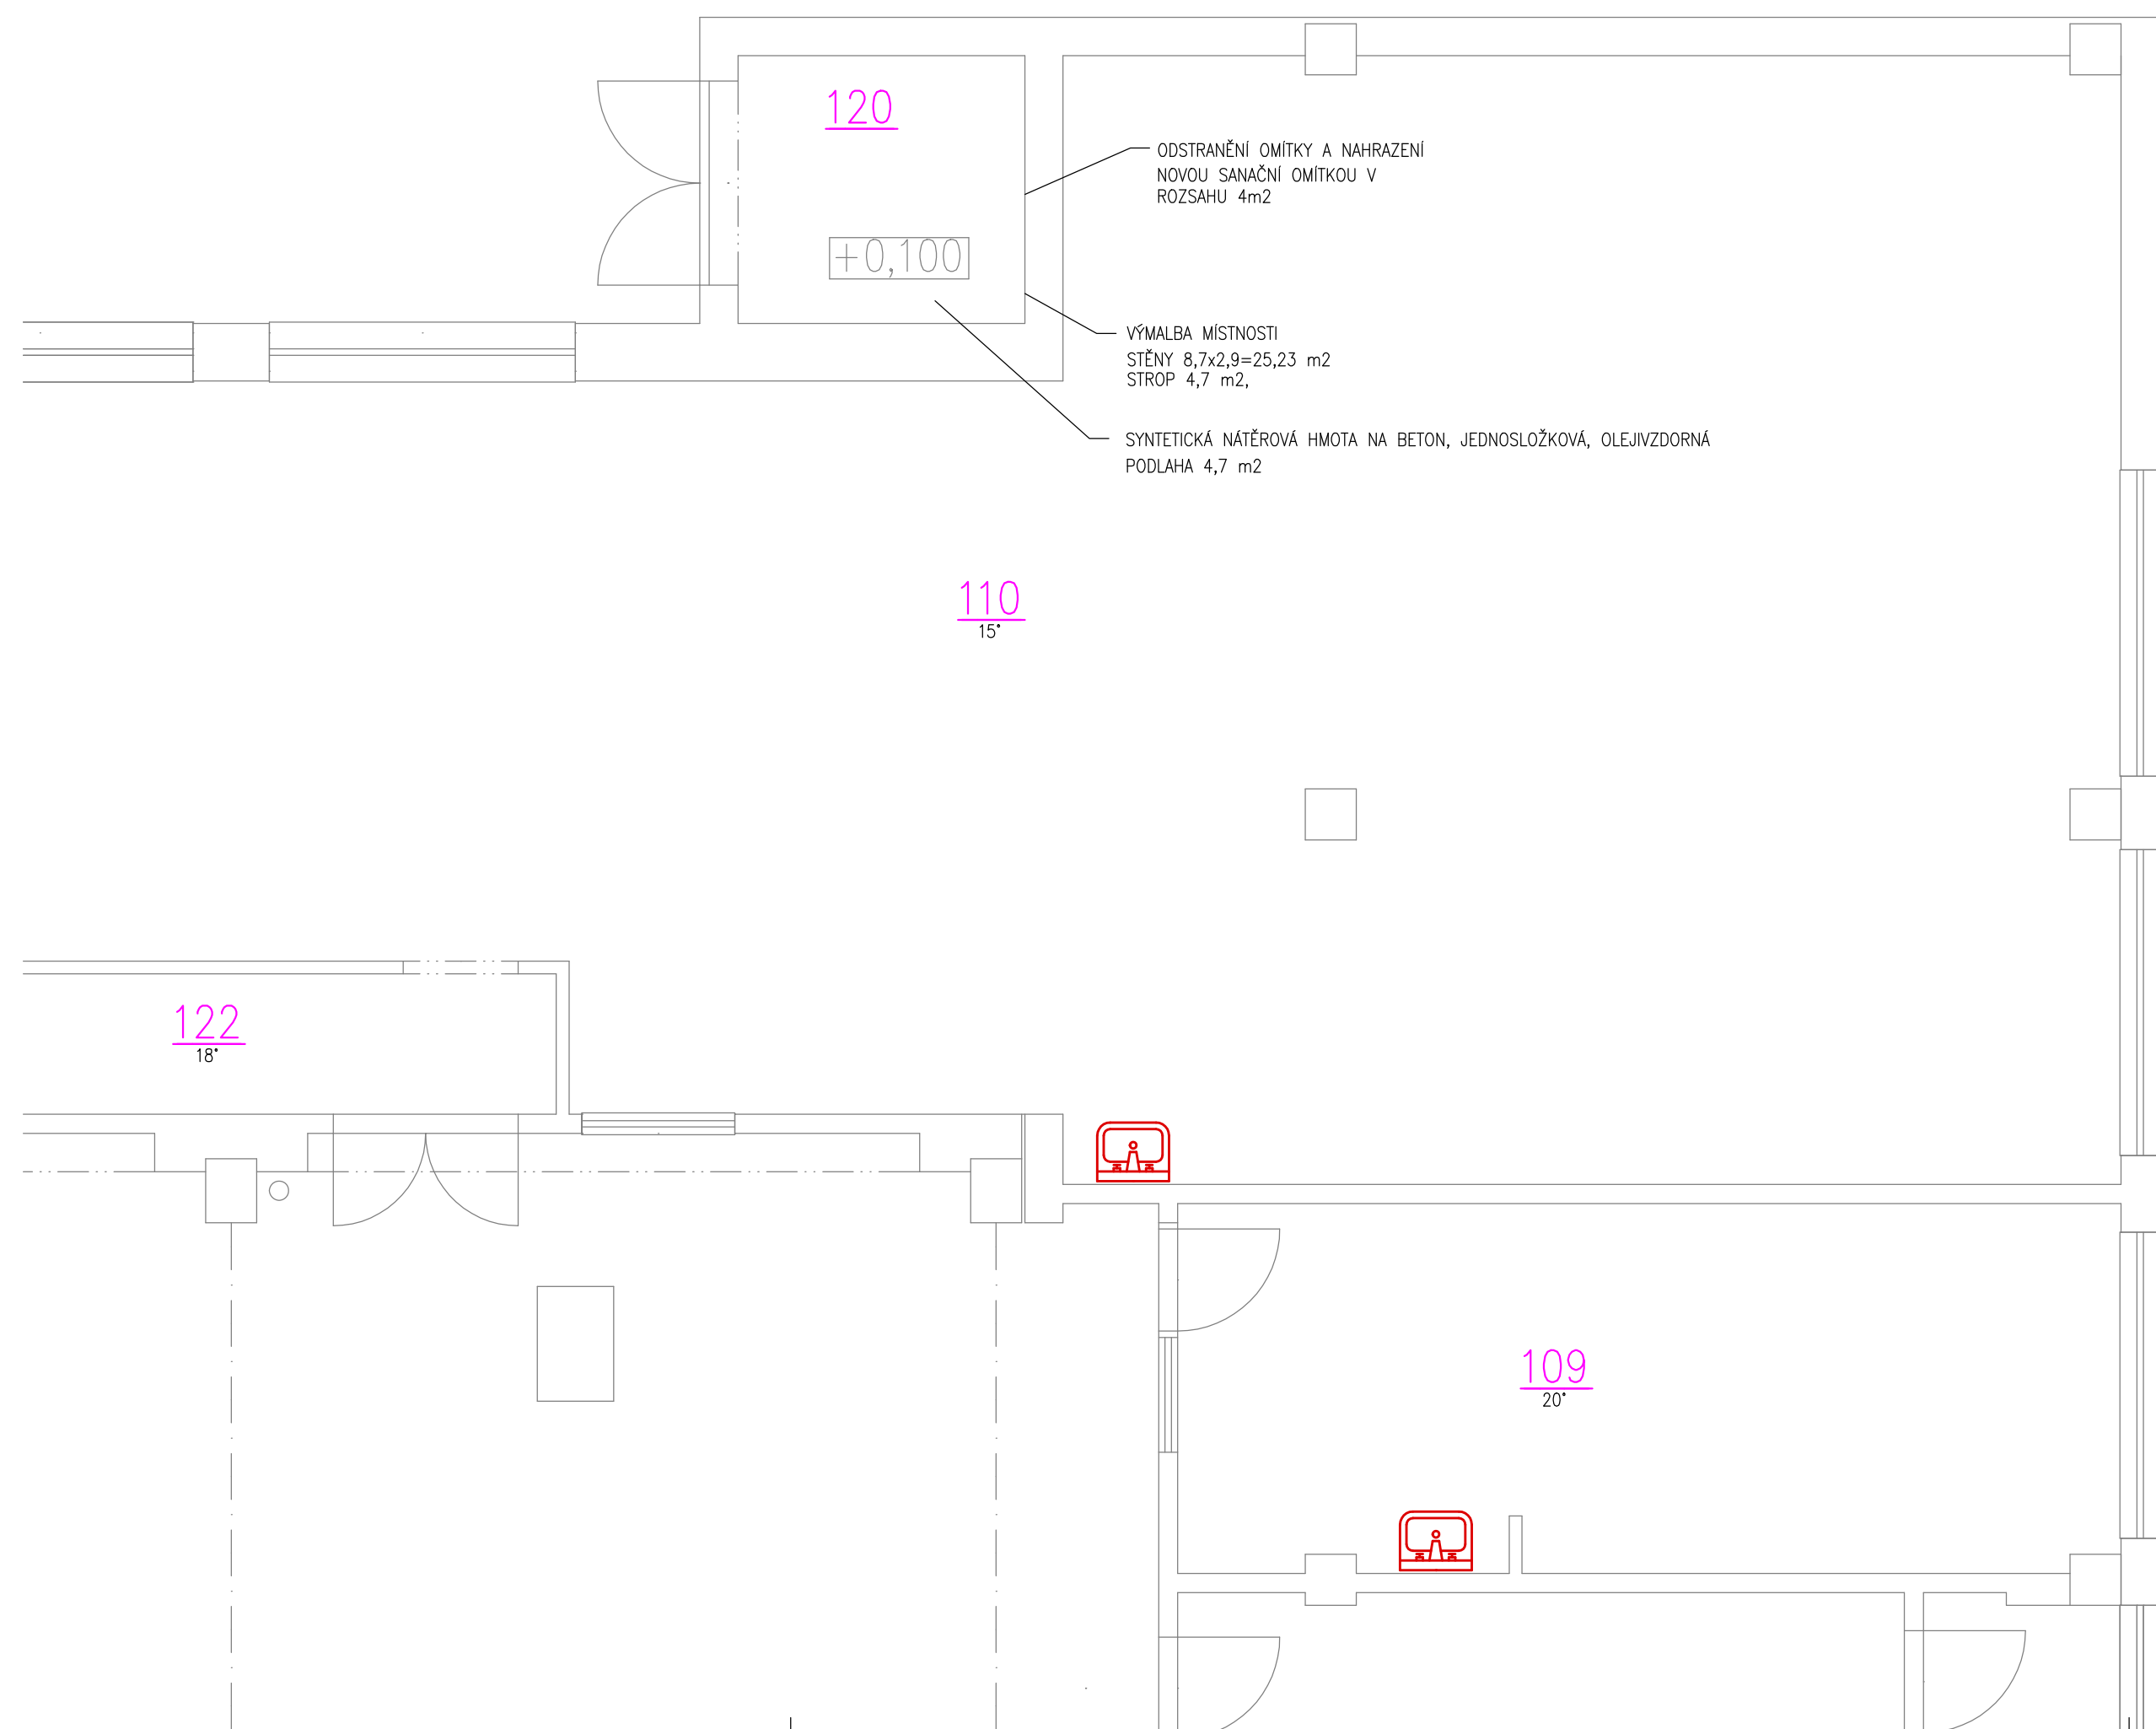 120
ODSTRANĚNÍ OMÍTKY A NAHRAZENÍ
NOVOU SANAČNÍ OMÍTKOU V
ROZSAHU 4m2
+0,100
VÝMALBA MÍSTNOSTI
STĚNY 8,7x2,9=25,23 m2
STROP 4,7 m2,
SYNTETICKÁ NÁTĚROVÁ HMOTA NA BETON, JEDNOSLOŽKOVÁ, OLEJIVZDORNÁ
PODLAHA 4,7 m2
110
15°
122
18°
109
20°